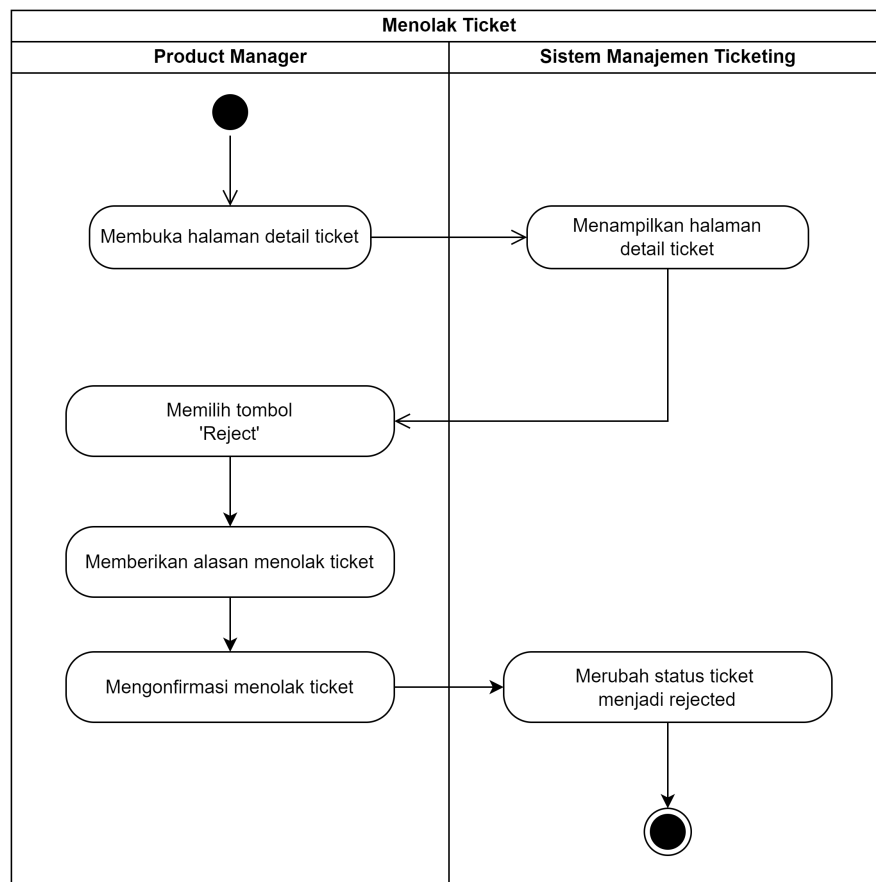 Menolak Ticket
Product Manager
Sistem Manajemen Ticketing
Membuka halaman detail ticket
Menampilkan halaman
detail ticket
Memilih tombol
'Reject'
Memberikan alasan menolak ticket
Mengonfirmasi menolak ticket
Merubah status ticket
menjadi rejected